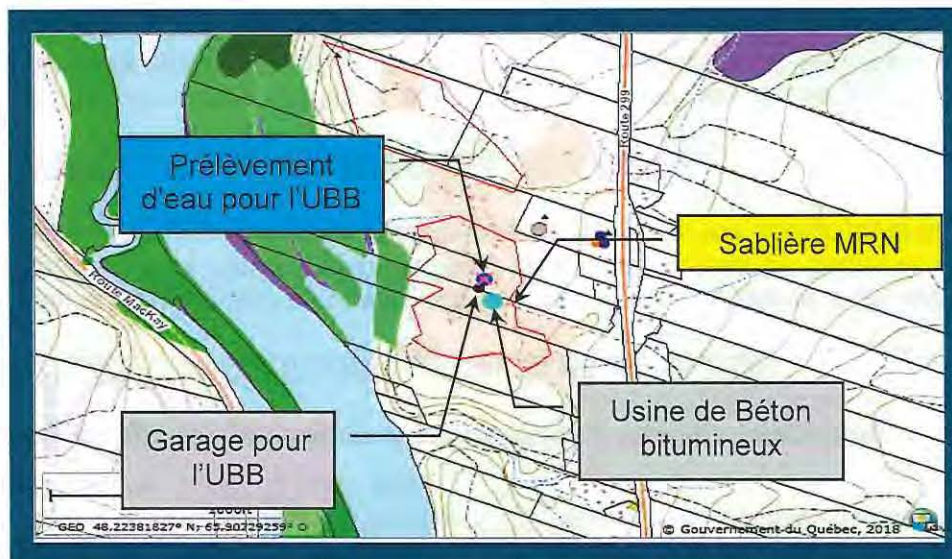 Route 299
Prélèvement
d'eau pour l'UBB
Sablière MRN
Route MacKay
Garage pour
l'UBB
Usine de Béton
bitumineux
GEO 48.22381827° N, 65.90229259° O
© Gouvernement du Québec, 2018